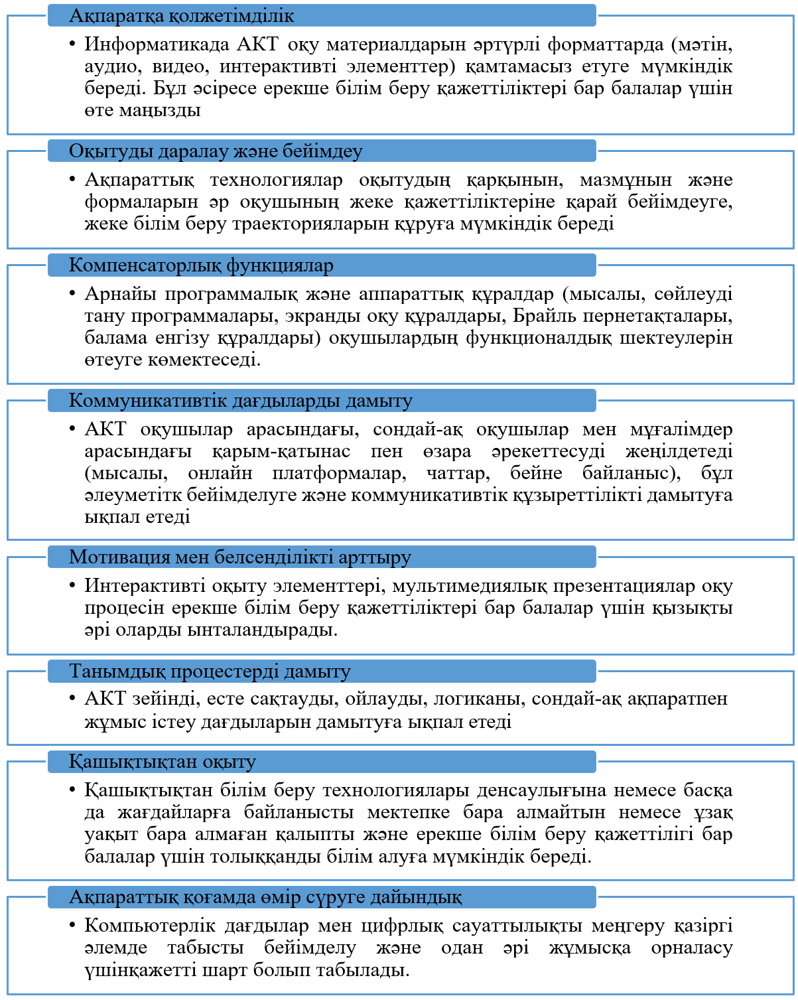 Ақпаратқа қолжетімділік
• Информатикада АКТ оқу материалдарын әртүрлі форматтарда (мәтін,
аудио, видео, интерактивті элементтер) қамтамасыз етуге мүмкіндік
береді. Бұл әсіресе ерекше білім беру қажеттіліктері бар балалар үшін
өте маңызды
Оқытуды даралау және бейімдеу
• Ақпараттық технологиялар оқытудың қарқынын, мазмұнын және
формаларын әр оқушының жеке қажеттіліктеріне қарай бейімдеуге,
жеке білім беру траекторияларын құруға мүмкіндік береді
Компенсаторлық функциялар
• Арнайы программалық және аппараттық құралдар (мысалы, сөйлеуді
тану программалары, экранды оқу құралдары, Брайль пернетақталары,
балама енгізу құралдары) оқушылардың функционалдық шектеулерін
өтеуге көмектеседі.
Коммуникативтік дағдыларды дамыту
• АКТ оқушылар арасындағы, сондай-ақ оқушылар мен мұғалімдер
арасындағы қарым-қатынас пен өзара әрекеттесуді жеңілдетеді
(мысалы, онлайн платформалар, чаттар, бейне байланыс), бұл
әлеуметітк бейімделуге және коммуникативтік құзыреттілікті дамытуға
ықпал етеді
Мотивация мен белсенділікті арттыру
• Интерактивті оқыту элементтері, мультимедиялық презентациялар оқу
процесін ерекше білім беру қажеттіліктері бар балалар үшін қызықты
әрі оларды ынталандырады.
Танымдық процестерді дамыту
• АКТ зейінді, есте сақтауды, ойлауды, логиканы, сондай-ақ ақпаратпен
жұмыс істеу дағдыларын дамытуға ықпал етеді
Қашықтықтан оқыту
• Қашықтықтан білім беру технологиялары денсаулығына немесе басқа
да жағдайларға байланысты мектепке бара алмайтын немесе ұзақ
уақыт бара алмаған қалыпты және ерекше білім беру қажеттілігі бар
балалар үшін толыққанды білім алуға мүмкіндік береді.
Ақпараттық қоғамда өмір сүруге дайындық
• Компьютерлік дағдылар мен цифрлық сауаттылықты меңгеру қазіргі
әлемде табысты бейімделу және одан әрі жұмысқа орналасу
үшінқажетті шарт болып табылады.